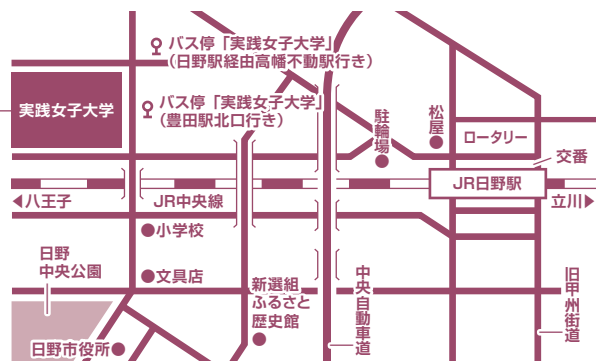 バス停「実践女子大学」
(日野駅経由高幡不動駅行き)
実践女子大学
バス停「実践女子大学」
(豊田駅北口行き)
駐輪場
松屋
ロータリー
交番
JR日野駅
◀八王子
JR中央線
立川▶
小学校
日野
中央公園
文具店
新選組
ふるさと
歴史館
中央自動車道
旧甲州街道
日野市役所